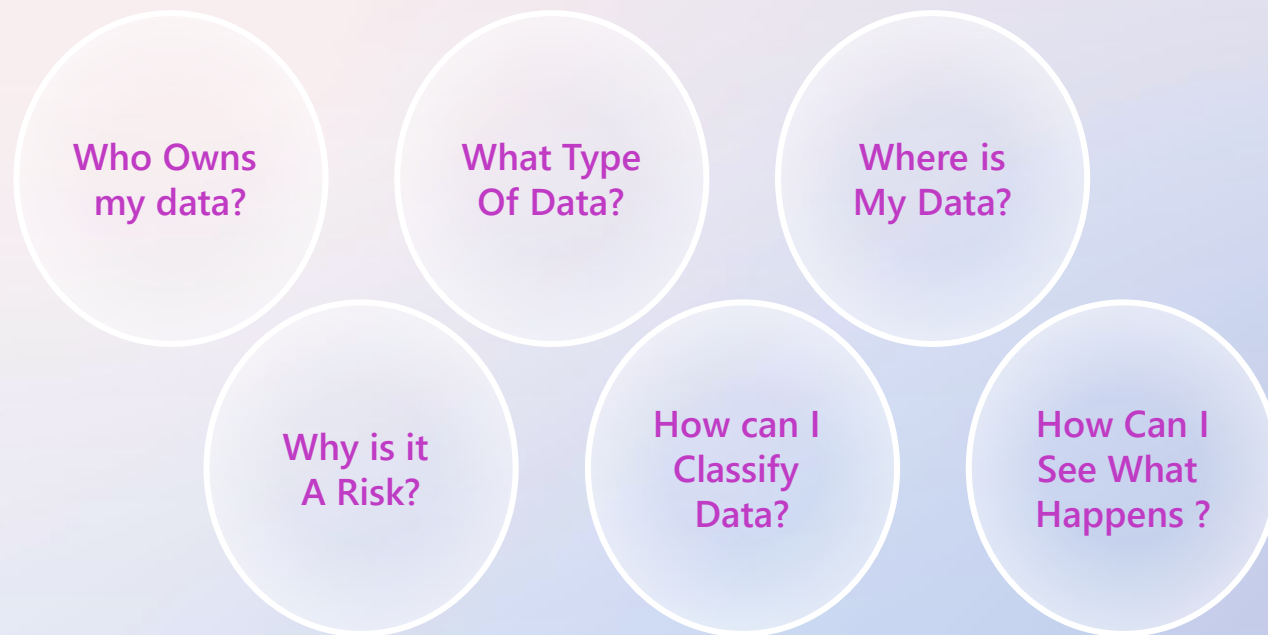 Who Owns
my data?
What Type
Of Data?
Where is
My Data?
Why is it
A Risk?
How can I
Classify
Data?
How Can I
See What
Happens ?